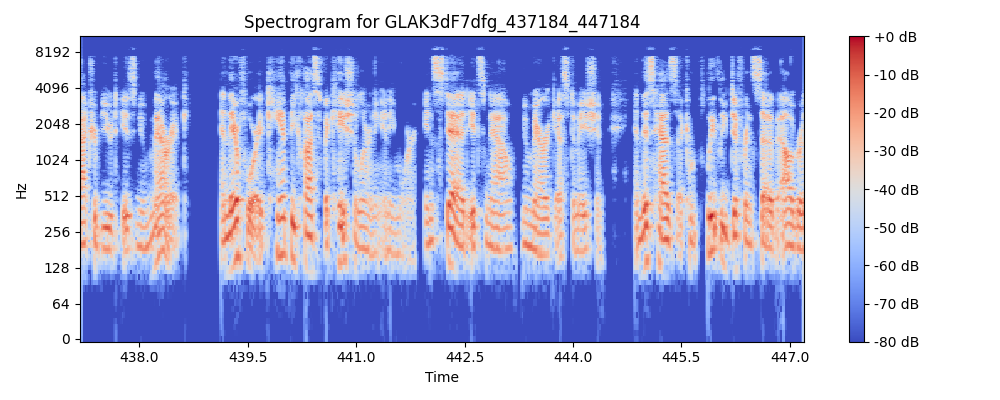 Spectrogram for GLAK3dF7dfg_437184_447184
8192
4096
2048
1024
512
256
128
64
0
Hz
438.0 439.5 441.0 442.5 444.0 445.5 447.0
Time
+0 dB
-10 dB
-20 dB
-30 dB
-40 dB
-50 dB
-60 dB
-70 dB
-80 dB